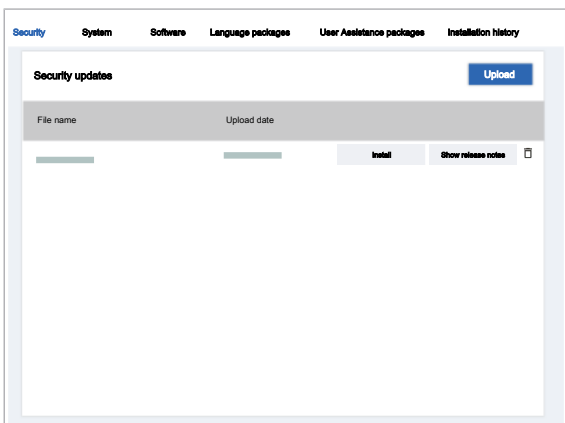 Security System Software Language packages User Assistance packages Installation history
Security updates Upload
File name Upload date
Install Show release notes